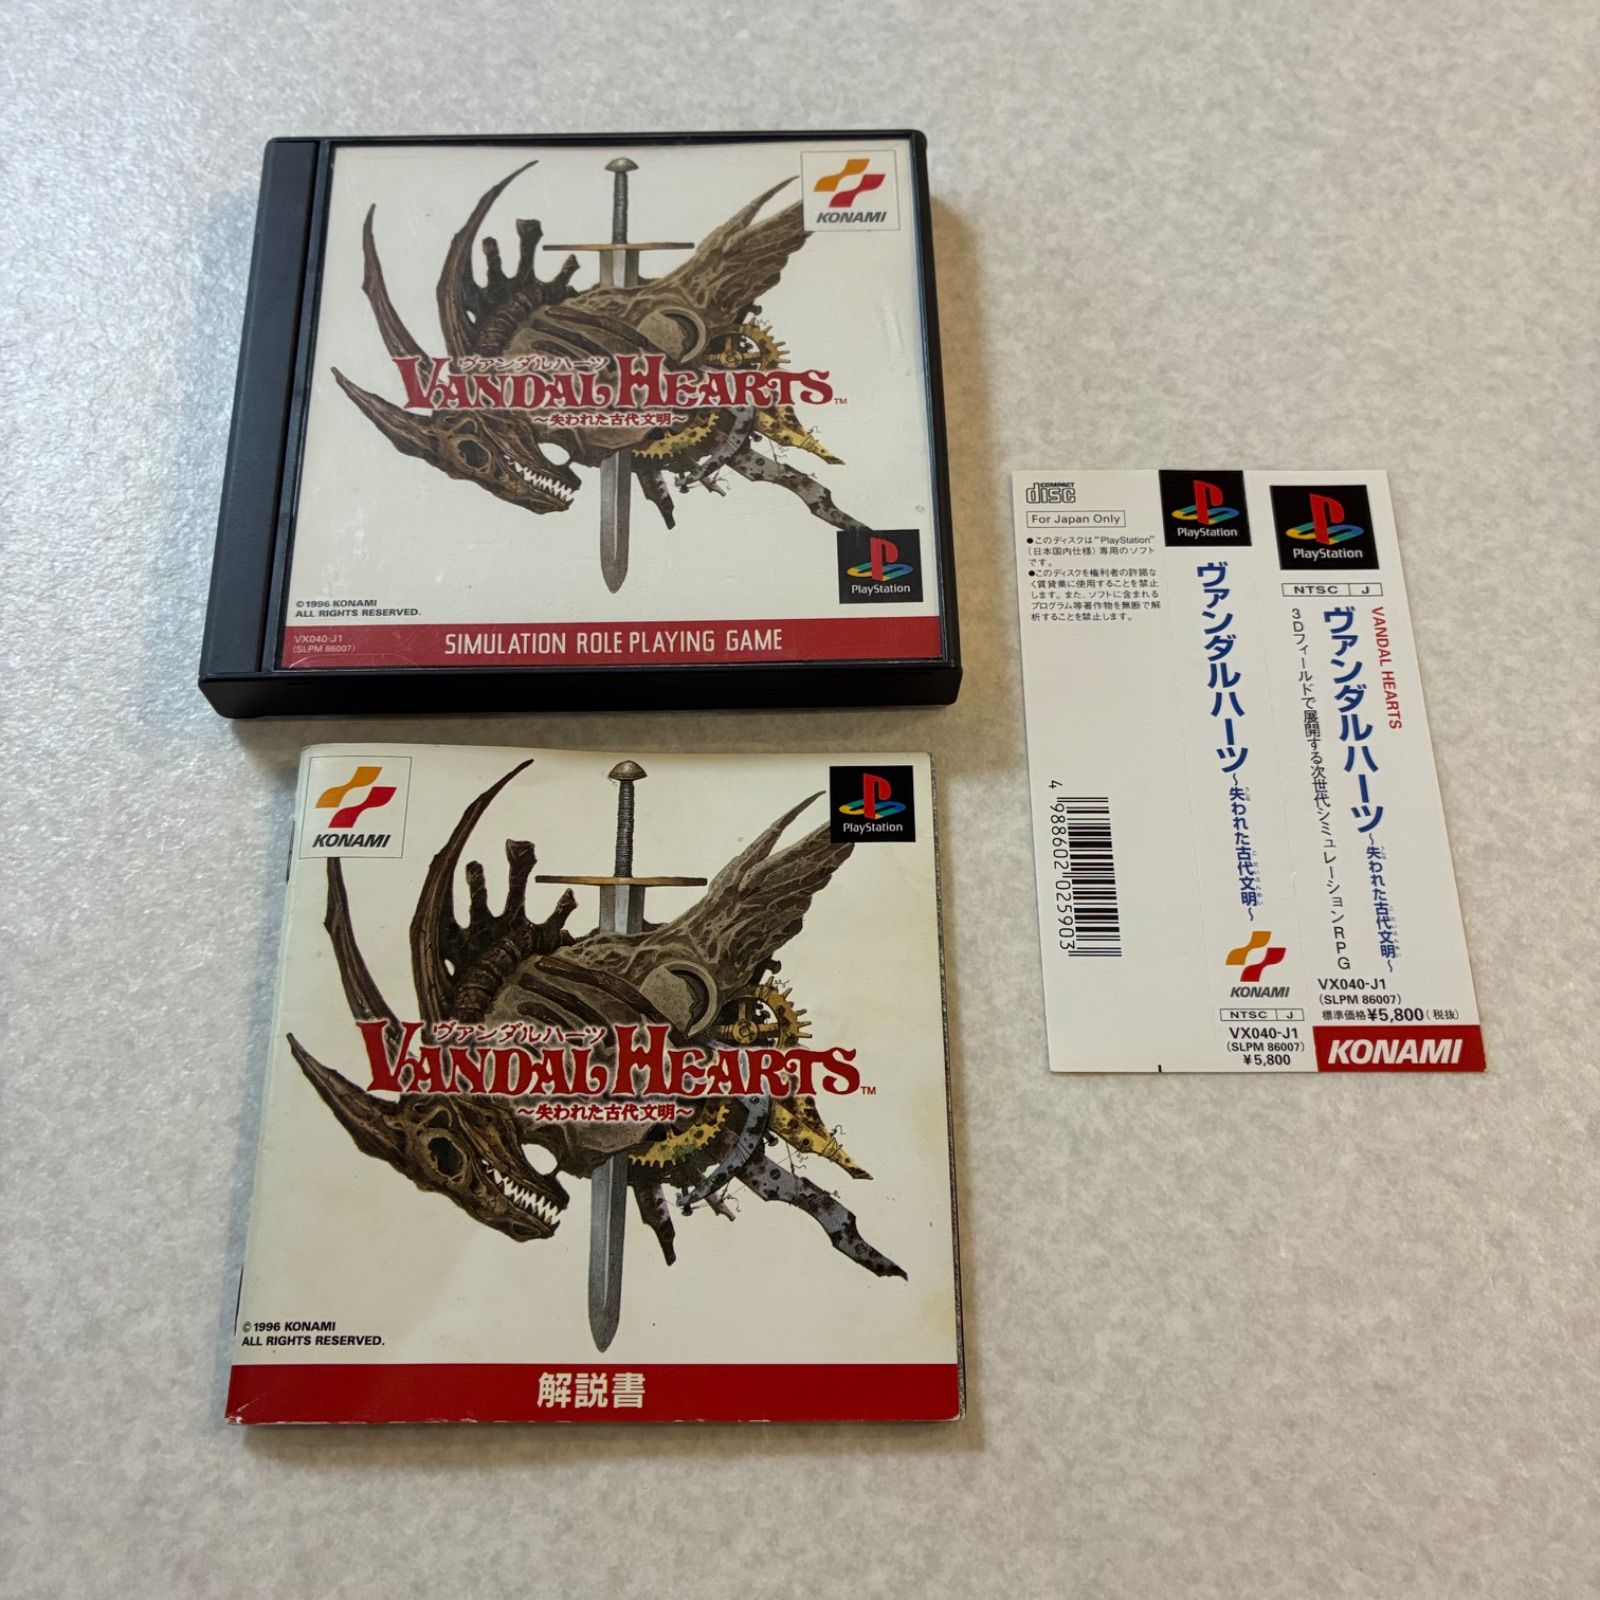 KONAMI
ヴァンダルハーツ
VANDAL HEARTS™
～失われた古代文明～
PlayStation
©1996 KONAMI
ALL RIGHTS RESERVED.
VX040-J1
(SLPM 86007)
SIMULATION ROLE PLAYING GAME
KONAMI
PlayStation
ヴァンダルハーツ
VANDAL HEARTS™
～失われた古代文明～
©1996 KONAMI
ALL RIGHTS RESERVED.
解説書
COMPACT
disc
For Japan Only
●このディスクは"PlayStation"
(日本国内仕様)専用のソフト
です。
●このディスクを権利者の許諾な
く賃貸業に使用することを禁止
します。また、ソフトに含まれる
プログラム等著作物を無断で解
析することを禁止します。
4 988602 025903
PlayStation
ヴァンダルハーツ～失われた古代文明～
KONAMI
NTSC J
VX040-J1
(SLPM 86007)
¥5,800
PlayStation
NTSC J
VANDAL HEARTS
ヴァンダルハーツ～失われた古代文明～
3Dフィールドで展開する次世代シミュレーションRPG
VX040-J1
(SLPM 86007)
標準価格¥5,800(税抜)
KONAMI